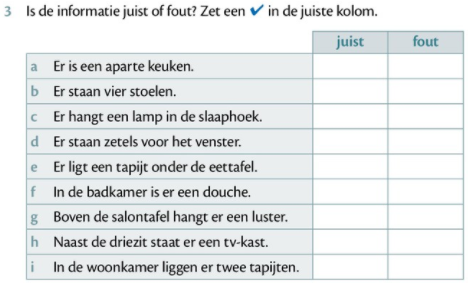 3 Is de informatie juist of fout? Zet een ✔ in de juiste kolom.
juist fout
a Er is een aparte keuken.
b Er staan vier stoelen.
c Er hangt een lamp in de slaaphoek.
d Er staan zetels voor het venster.
e Er ligt een tapijt onder de eettafel.
f In de badkamer is er een douche.
g Boven de salontafel hangt er een luster.
h Naast de driezit staat er een tv-kast.
i In de woonkamer liggen er twee tapijten.